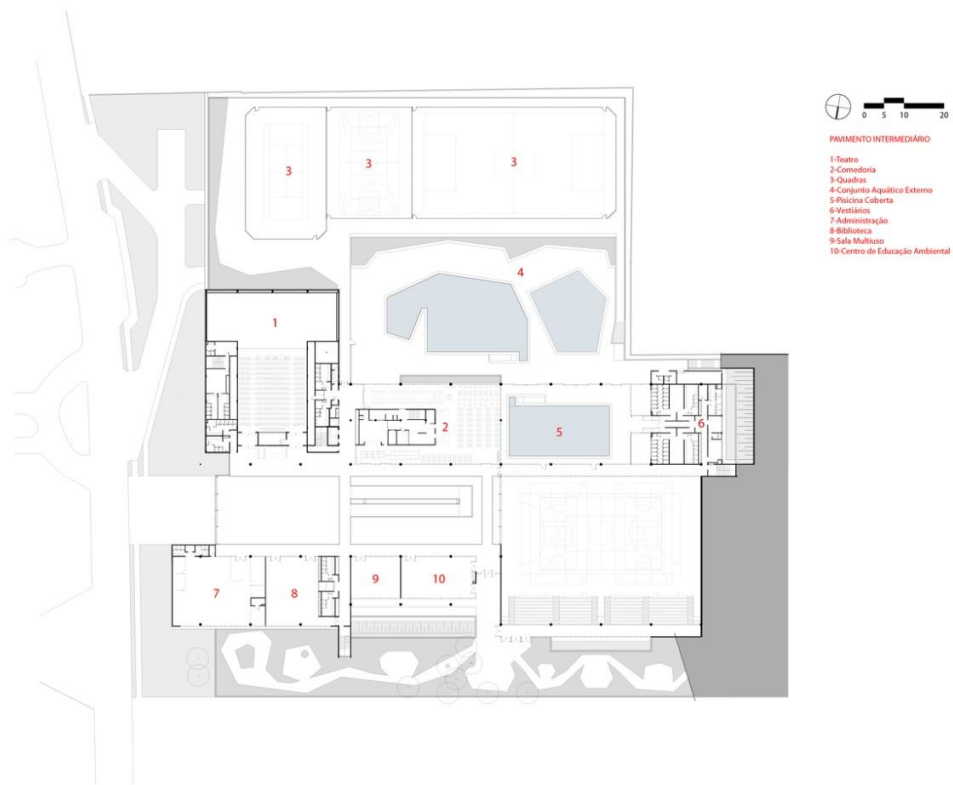 0 5 10 20
PAVIMENTO INTERMEDIÁRIO
1-Teatro
2-Comedoria
3-Quadras
4-Conjunto Aquático Externo
5-Pisicina Coberta
6-Vestiários
7-Administração
8-Biblioteca
9-Sala Multiuso
10-Centro de Educação Ambiental
3 3 3
4
1
2
5
6
7
8
9
10